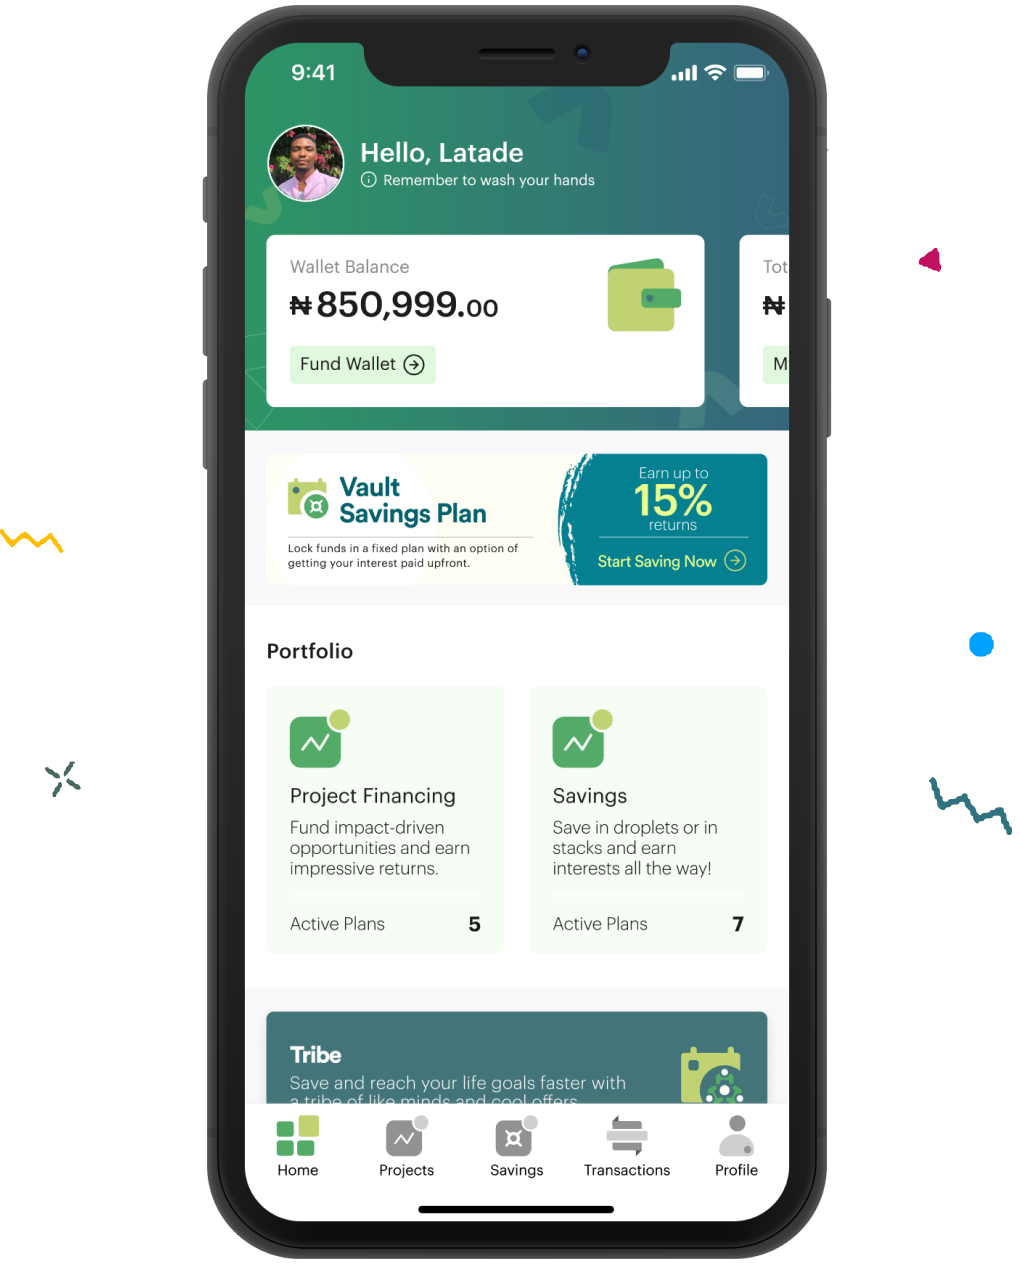 9:41
Hello, Latade
Remember to wash your hands
Wallet Balance
₦850,999.00
Fund Wallet
Tot
₦
M
Vault
Savings Plan
Lock funds in a fixed plan with an option of
getting your interest paid upfront.
Earn up to
15%
returns
Start Saving Now
Portfolio
Project Financing
Fund impact-driven
opportunities and earn
impressive returns.
Active Plans 5
Savings
Save in droplets or in
stacks and earn
interests all the way!
Active Plans 7
Tribe
Save and reach your life goals faster with
a tribe of like minds and cool offers
Home
Projects
Savings
Transactions
Profile